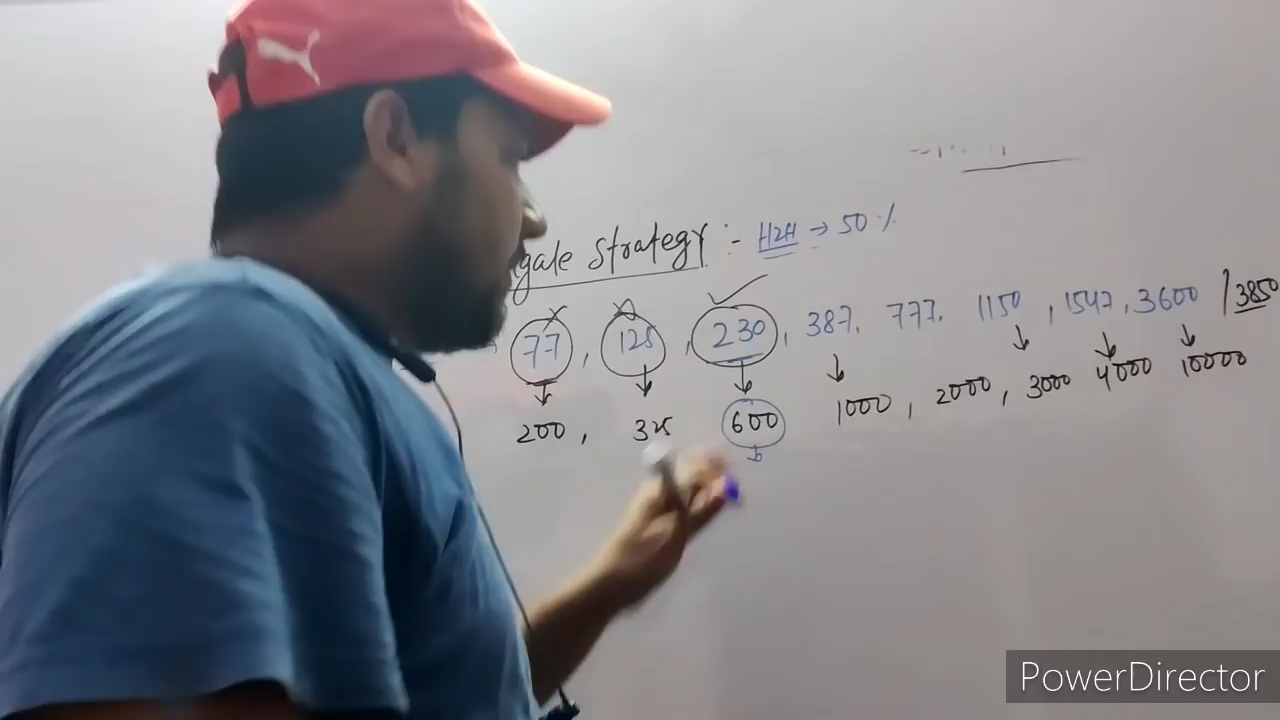 gale Strategy :- H2H → 50 %
77, 125, 230, 387, 777, 1150, 1547, 3600 / 3850
200, 325 600 1000, 2000, 3000 4000 10000
PowerDirector